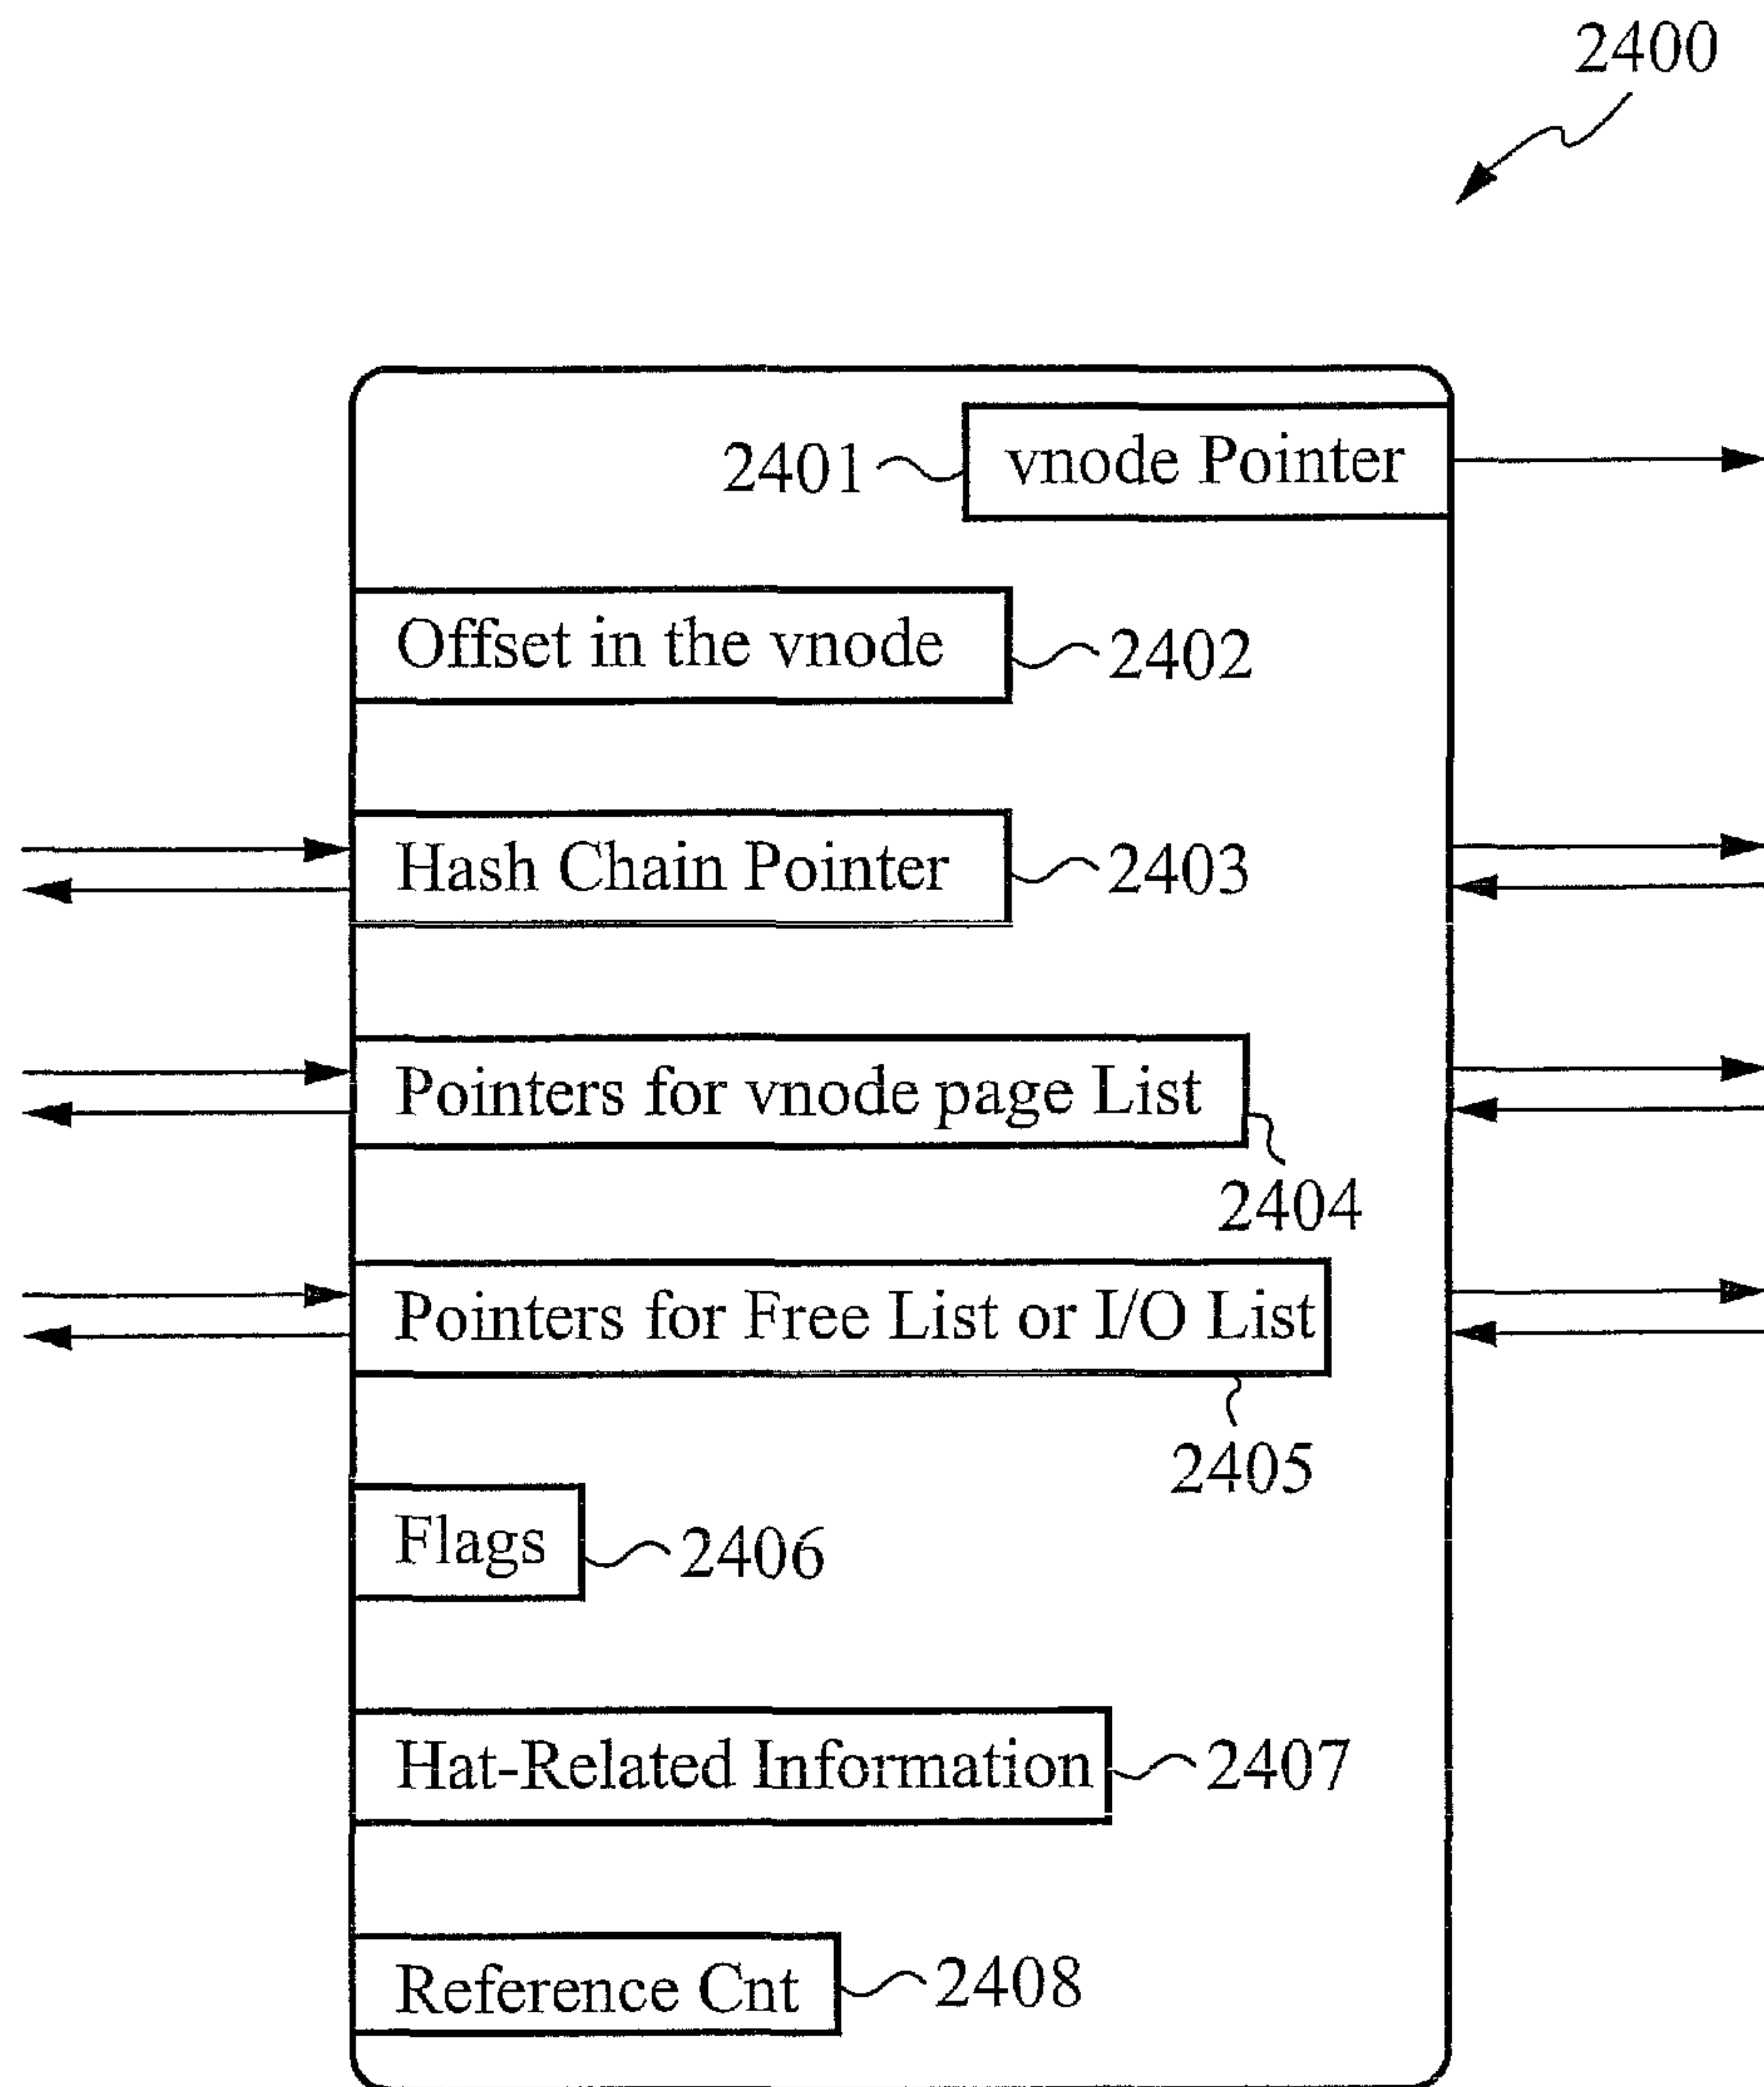 2400
2401 vnode Pointer
Offset in the vnode 2402
Hash Chain Pointer 2403
Pointers for vnode page List
2404
Pointers for Free List or I/O List
2405
Flags 2406
Hat-Related Information 2407
Reference Cnt 2408